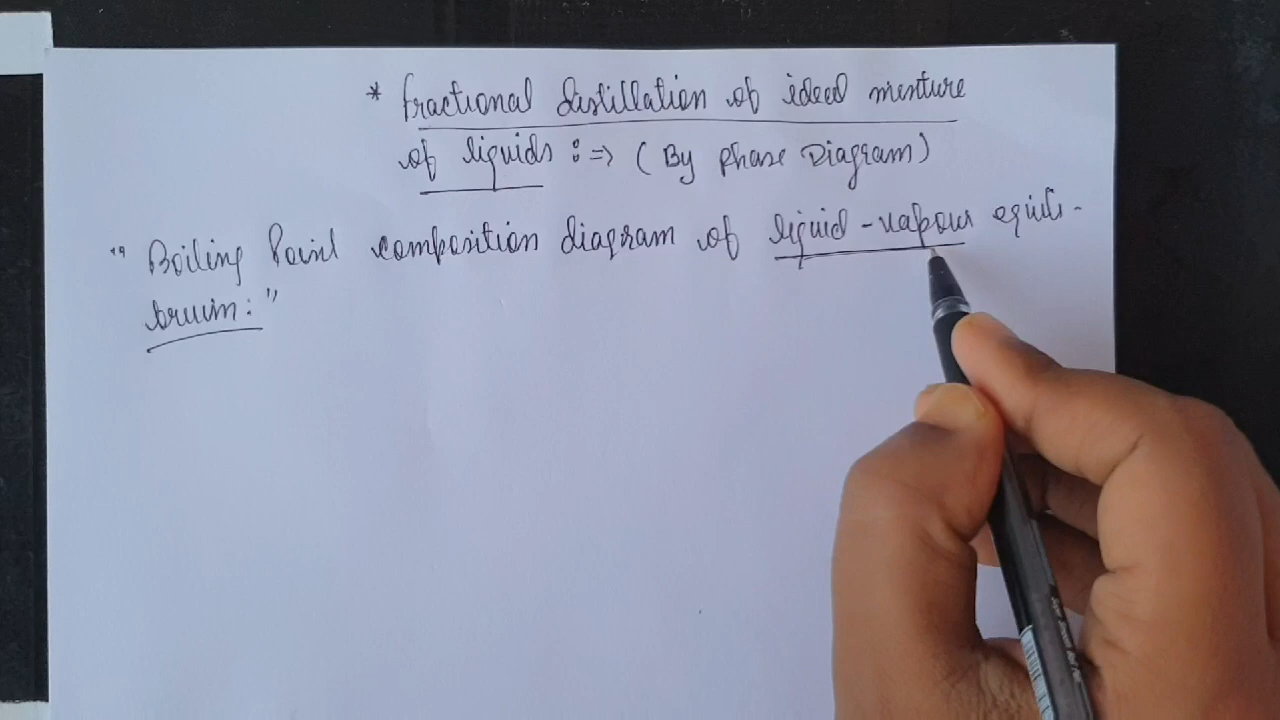 * fractional distillation of ideal mixture
of liquids :=> (By phase Diagram)
" Boiling Point composition diagram of liquid-vapour equili-
brium: "